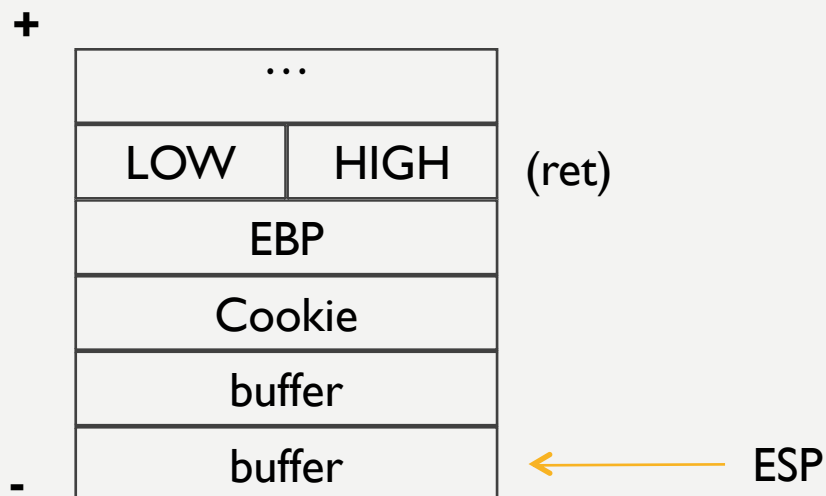 +
…
LOW HIGH (ret)
EBP
Cookie
buffer
buffer ESP
-